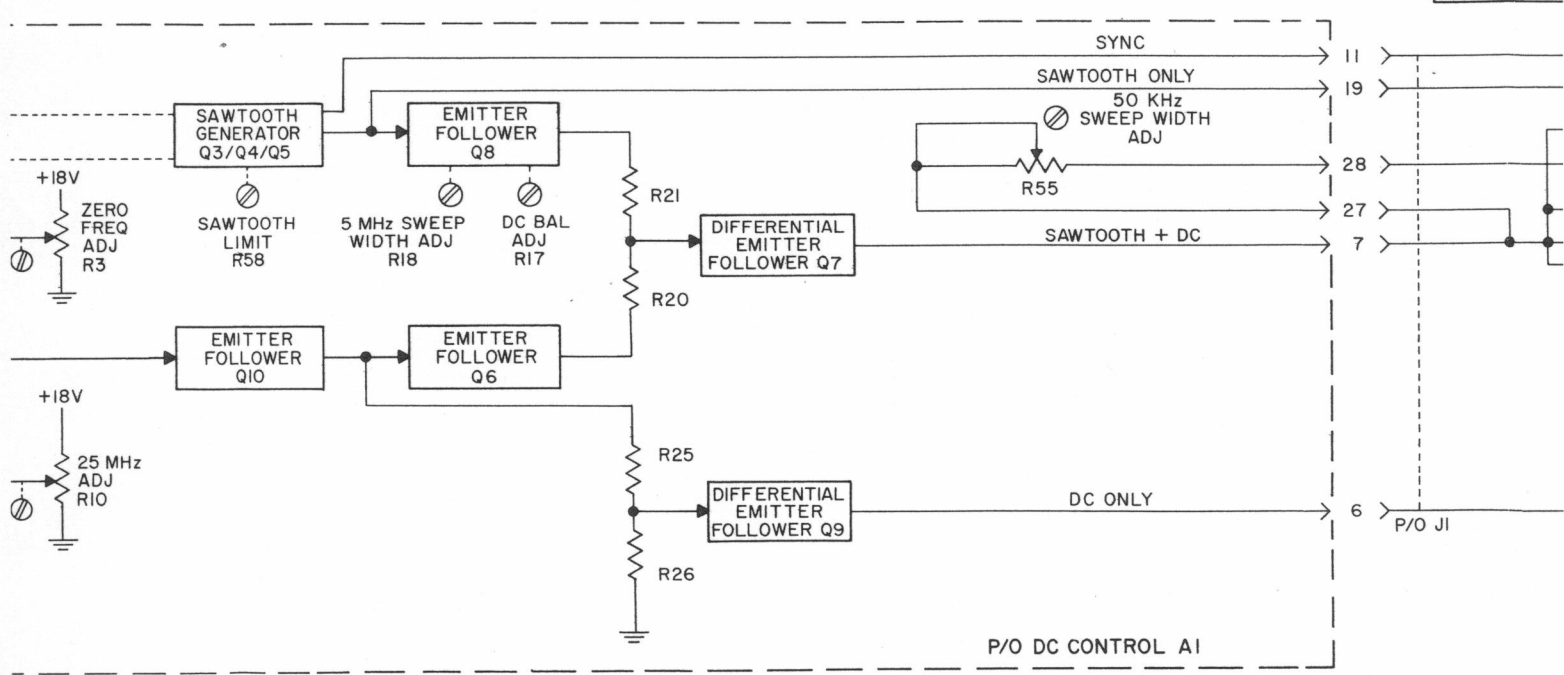 SYNC
11
SAWTOOTH ONLY
19
SAWTOOTH
GENERATOR
Q3/Q4/Q5
EMITTER
FOLLOWER
Q8
50 KHz
SWEEP WIDTH
ADJ
R55
28
+18V
ZERO
FREQ
ADJ
R3
SAWTOOTH
LIMIT
R58
5 MHz SWEEP
WIDTH ADJ
R18
DC BAL
ADJ
R17
R21
27
DIFFERENTIAL
EMITTER
FOLLOWER Q7
SAWTOOTH + DC
7
R20
EMITTER
FOLLOWER
Q10
EMITTER
FOLLOWER
Q6
+18V
25 MHz
ADJ
R10
R25
DIFFERENTIAL
EMITTER
FOLLOWER Q9
DC ONLY
6
P/O J1
R26
P/O DC CONTROL A1